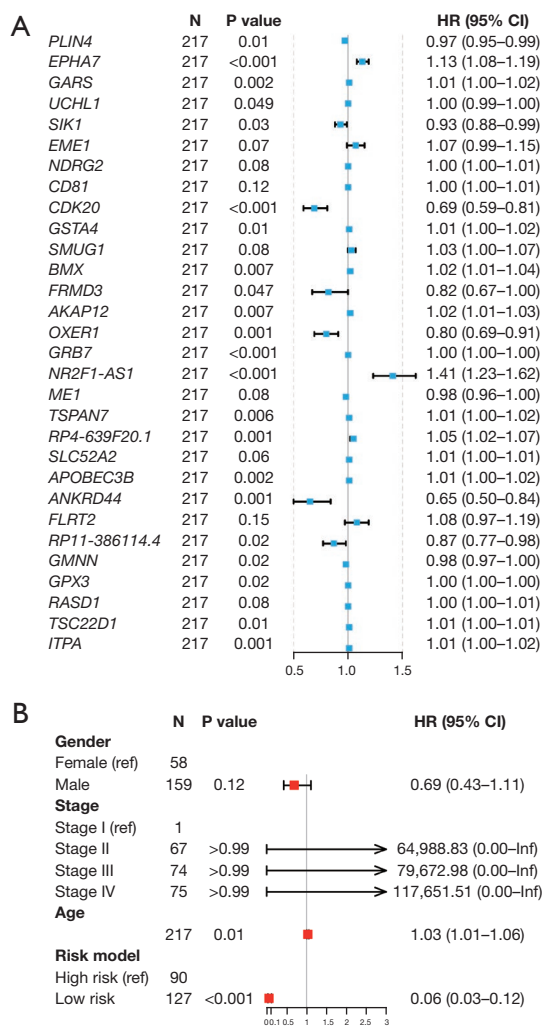 A
N P value HR (95% CI)
PLIN4 217 0.01 0.97 (0.95–0.99)
EPHA7 217 <0.001 1.13 (1.08–1.19)
GARS 217 0.002 1.01 (1.00–1.02)
UCHL1 217 0.049 1.00 (0.99–1.00)
SIK1 217 0.03 0.93 (0.88–0.99)
EME1 217 0.07 1.07 (0.99–1.15)
NDRG2 217 0.08 1.00 (1.00–1.01)
CD81 217 0.12 1.00 (1.00–1.01)
CDK20 217 <0.001 0.69 (0.59–0.81)
GSTA4 217 0.01 1.01 (1.00–1.02)
SMUG1 217 0.08 1.03 (1.00–1.07)
BMX 217 0.007 1.02 (1.01–1.04)
FRMD3 217 0.047 0.82 (0.67–1.00)
AKAP12 217 0.007 1.02 (1.01–1.03)
OXER1 217 0.001 0.80 (0.69–0.91)
GRB7 217 <0.001 1.00 (1.00–1.00)
NR2F1-AS1 217 <0.001 1.41 (1.23–1.62)
ME1 217 0.08 0.98 (0.96–1.00)
TSPAN7 217 0.006 1.01 (1.00–1.02)
RP4-639F20.1 217 0.001 1.05 (1.02–1.07)
SLC52A2 217 0.06 1.01 (1.00–1.01)
APOBEC3B 217 0.002 1.01 (1.00–1.02)
ANKRD44 217 0.001 0.65 (0.50–0.84)
FLRT2 217 0.15 1.08 (0.97–1.19)
RP11-386114.4 217 0.02 0.87 (0.77–0.98)
GMNN 217 0.02 0.98 (0.97–1.00)
GPX3 217 0.02 1.00 (1.00–1.00)
RASD1 217 0.08 1.00 (1.00–1.01)
TSC22D1 217 0.01 1.01 (1.00–1.01)
ITPA 217 0.001 1.01 (1.00–1.02)
0.5 1.0 1.5
B
N P value HR (95% CI)
Gender
Female (ref) 58
Male 159 0.12 0.69 (0.43–1.11)
Stage
Stage I (ref) 1
Stage II 67 >0.99 64,988.83 (0.00–Inf)
Stage III 74 >0.99 79,672.98 (0.00–Inf)
Stage IV 75 >0.99 117,651.51 (0.00–Inf)
Age
217 0.01 1.03 (1.01–1.06)
Risk model
High risk (ref) 90
Low risk 127 <0.001 0.06 (0.03–0.12)
0 0.1 0.5 1 1.5 2 2.5 3